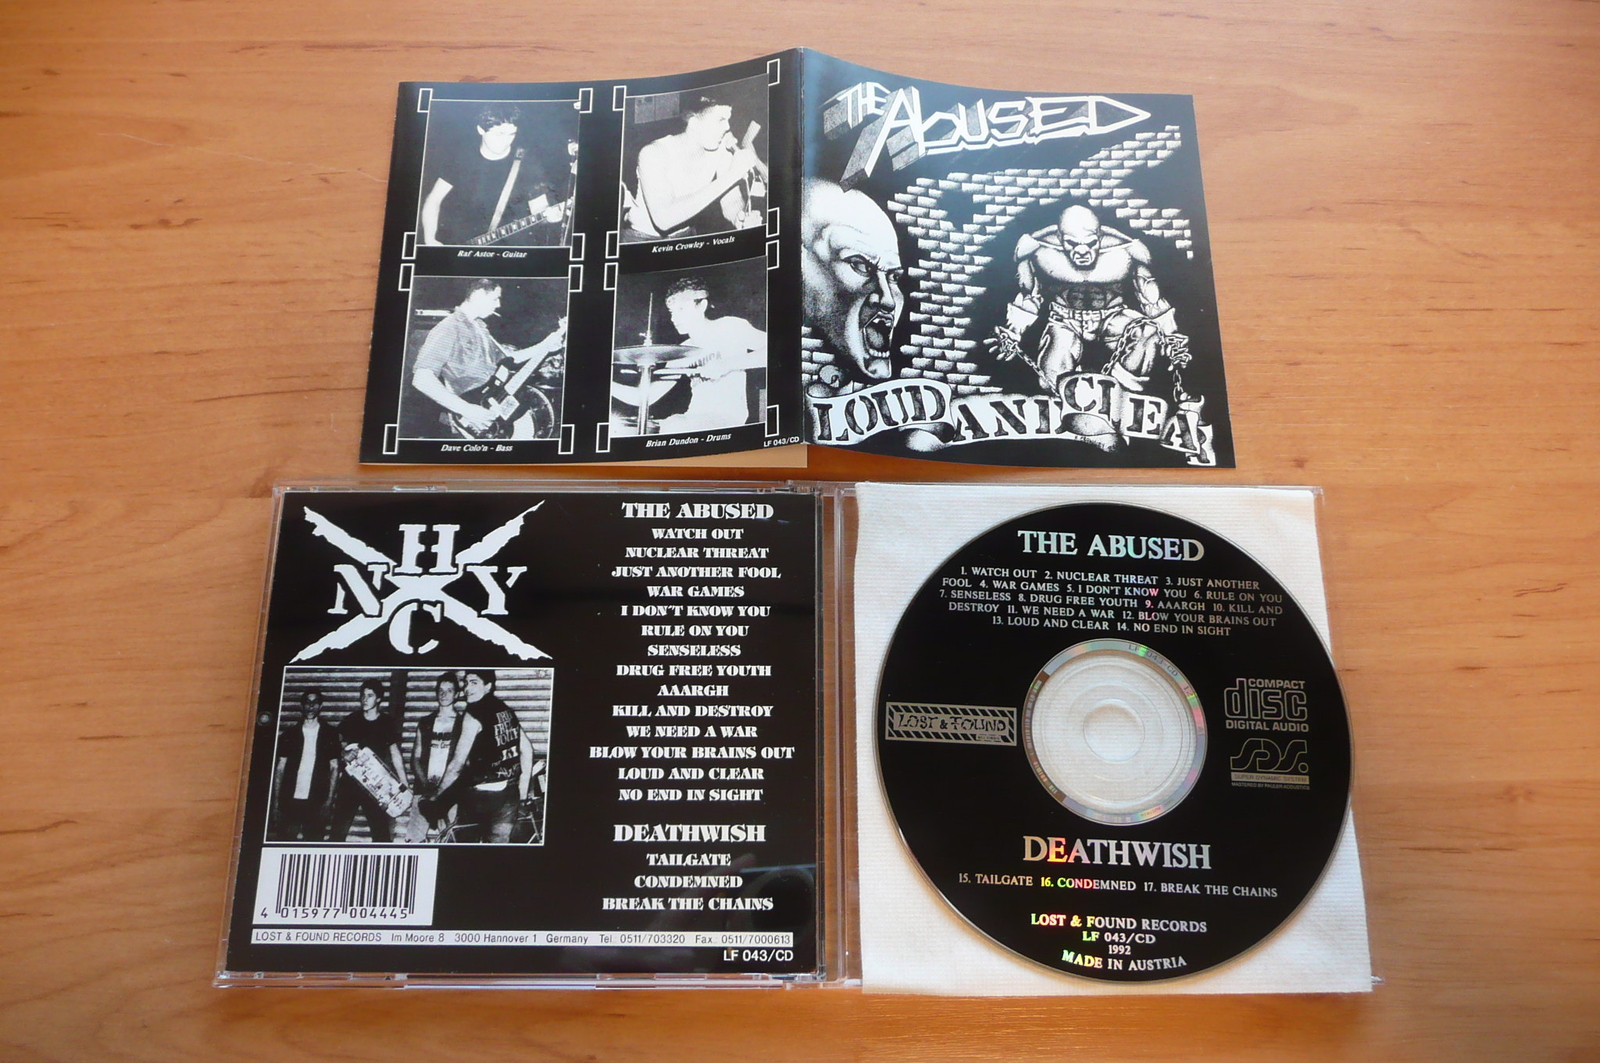 THE ABUSED
LOUD AND CLEAR
Raf Astor - Guitar
Kevin Crowley - Vocals
Dave Colo'n - Bass
Brian Dundon - Drums
LF 043/CD
H
N Y
C
THE ABUSED
WATCH OUT
NUCLEAR THREAT
JUST ANOTHER FOOL
WAR GAMES
I DON'T KNOW YOU
RULE ON YOU
SENSELESS
DRUG FREE YOUTH
AAARGH
KILL AND DESTROY
WE NEED A WAR
BLOW YOUR BRAINS OUT
LOUD AND CLEAR
NO END IN SIGHT
DEATHWISH
TAILGATE
CONDEMNED
BREAK THE CHAINS
4 015977 004445
LOST & FOUND RECORDS Im Moore 8 3000 Hannover 1 Germany Tel. 0511/703320 Fax.: 0511/7000613
LF 043/CD
THE ABUSED
1. WATCH OUT 2. NUCLEAR THREAT 3. JUST ANOTHER
FOOL 4. WAR GAMES 5. I DON'T KNOW YOU 6. RULE ON YOU
7. SENSELESS 8. DRUG FREE YOUTH 9. AAARGH 10. KILL AND
DESTROY 11. WE NEED A WAR 12. BLOW YOUR BRAINS OUT
13. LOUD AND CLEAR 14. NO END IN SIGHT
LOST & FOUND
COMPACT
disc
DIGITAL AUDIO
SDS.
SUPER DYNAMIC SYSTEM
MASTERED BY PAULER ACOUSTICS
DEATHWISH
15. TAILGATE 16. CONDEMNED 17. BREAK THE CHAINS
LOST & FOUND RECORDS
LF 043/CD
1992
MADE IN AUSTRIA